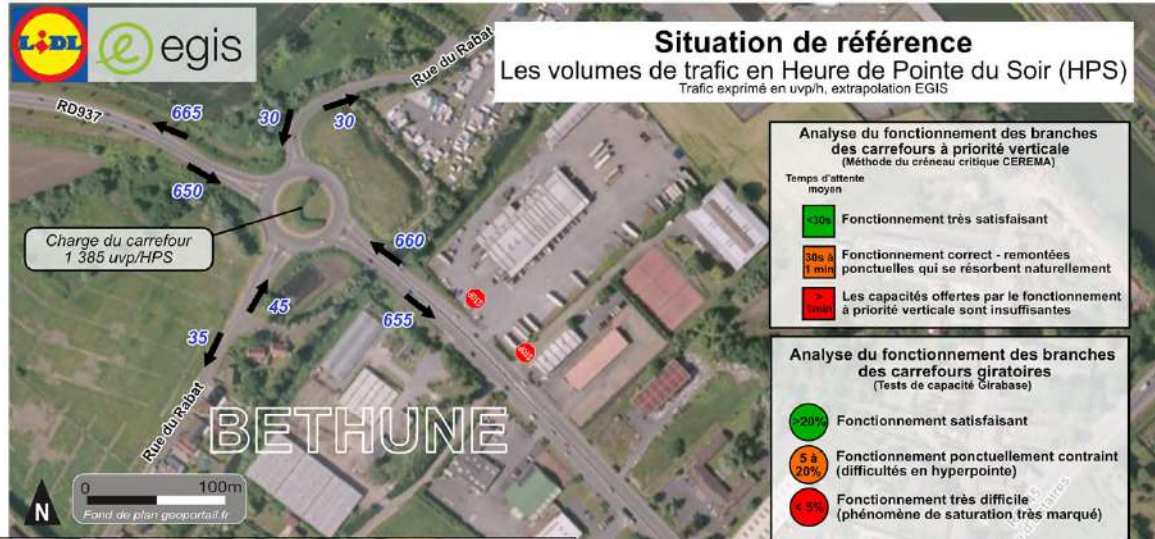 LiDL
egis
Situation de référence
Les volumes de trafic en Heure de Pointe du Soir (HPS)
Trafic exprimé en uvp/h, extrapolation EGIS
Rue du Rabat
RD937
665
30
30
650
Charge du carrefour
1 385 uvp/HPS
660
655
45
35
Rue du Rabat
STOP
STOP
BETHUNE
0
100m
N
Fond de plan geoportail.fr
Analyse du fonctionnement des branches
des carrefours à priorité verticale
(Méthode du créneau critique CEREMA)
Temps d'attente
moyen
<30s Fonctionnement très satisfaisant
30s à
1 min
Fonctionnement correct - remontées
ponctuelles qui se résorbent naturellement
>
1min
Les capacités offertes par le fonctionnement
à priorité verticale sont insuffisantes
Analyse du fonctionnement des branches
des carrefours giratoires
(Tests de capacité Girabase)
>20% Fonctionnement satisfaisant
5 à
20%
Fonctionnement ponctuellement contraint
(difficultés en hyperpointe)
< 5%
Fonctionnement très difficile
(phénomène de saturation très marqué)